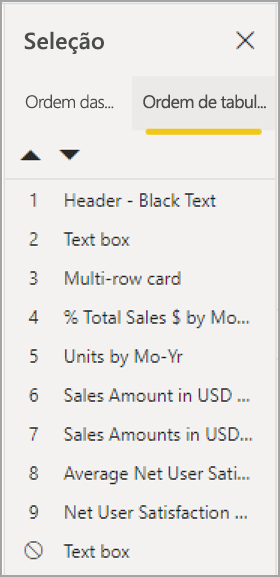 Seleção
Ordem das... Ordem de tabul...
1 Header - Black Text
2 Text box
3 Multi-row card
4 % Total Sales $ by Mo...
5 Units by Mo-Yr
6 Sales Amount in USD ...
7 Sales Amounts in USD...
8 Average Net User Sati...
9 Net User Satisfaction ...
Text box